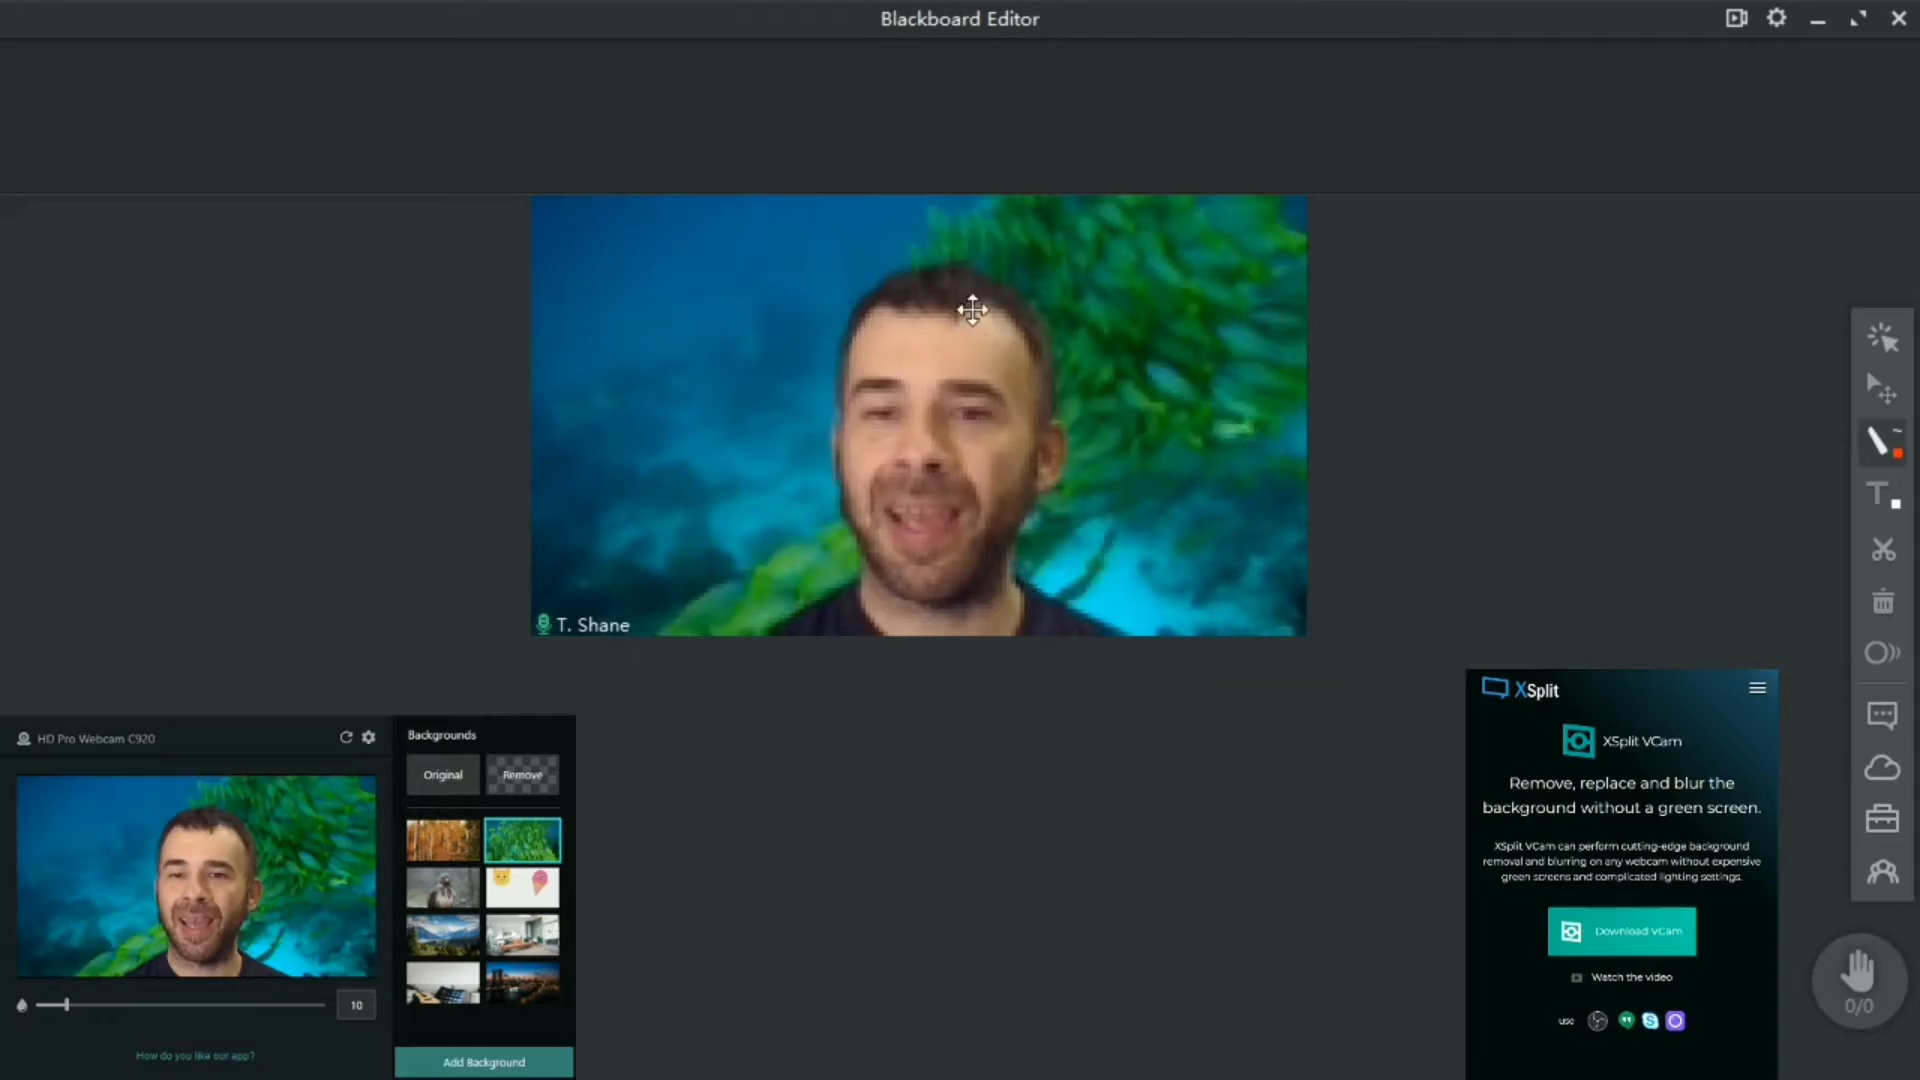 Blackboard Editor
T. Shane
HD Pro Webcam C920
10
How do you like our app?
Backgrounds
Original
Remove
Add Background
XSplit
XSplit VCam
Remove, replace and blur the
background without a green screen.
XSplit VCam can perform cutting-edge background
removal and blurring on any webcam without expensive
green screens and complicated lighting settings.
Download VCam
Watch the video
use
T
0/0